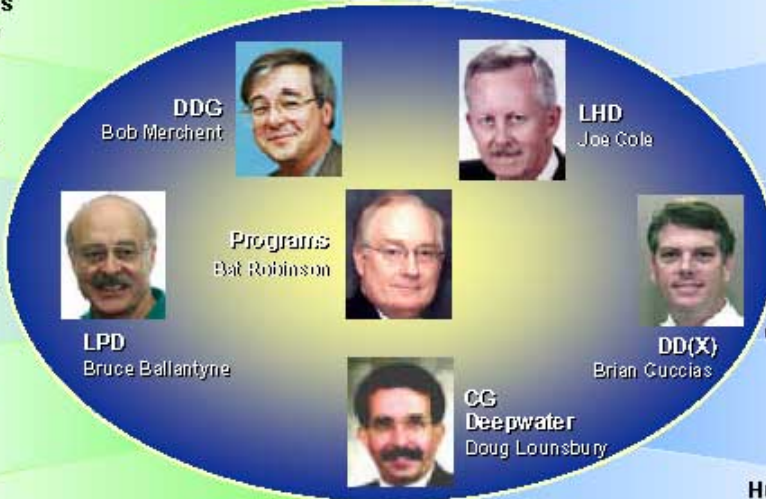 s
DDG
Bob Merchent
LHD
Joe Cole
Programs
Bat Robinson
LPD
Bruce Ballantyne
DD(X)
Brian Cuccias
CG
Deepwater
Doug Lounsbury